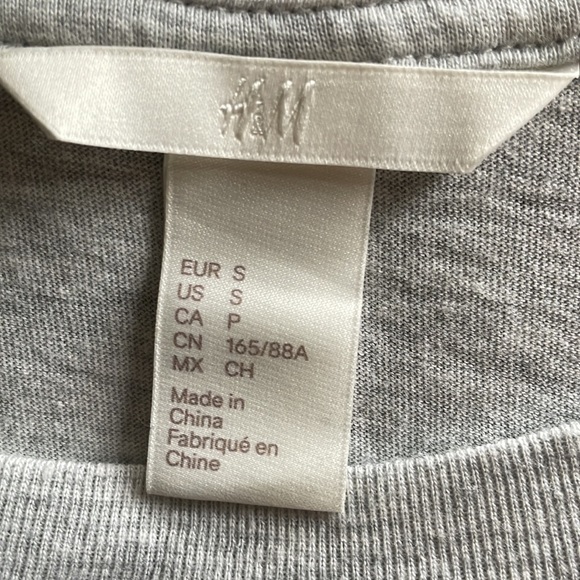 H&M
EUR S
US S
CA P
CN 165/88A
MX CH
Made in
China
Fabriqué en
Chine